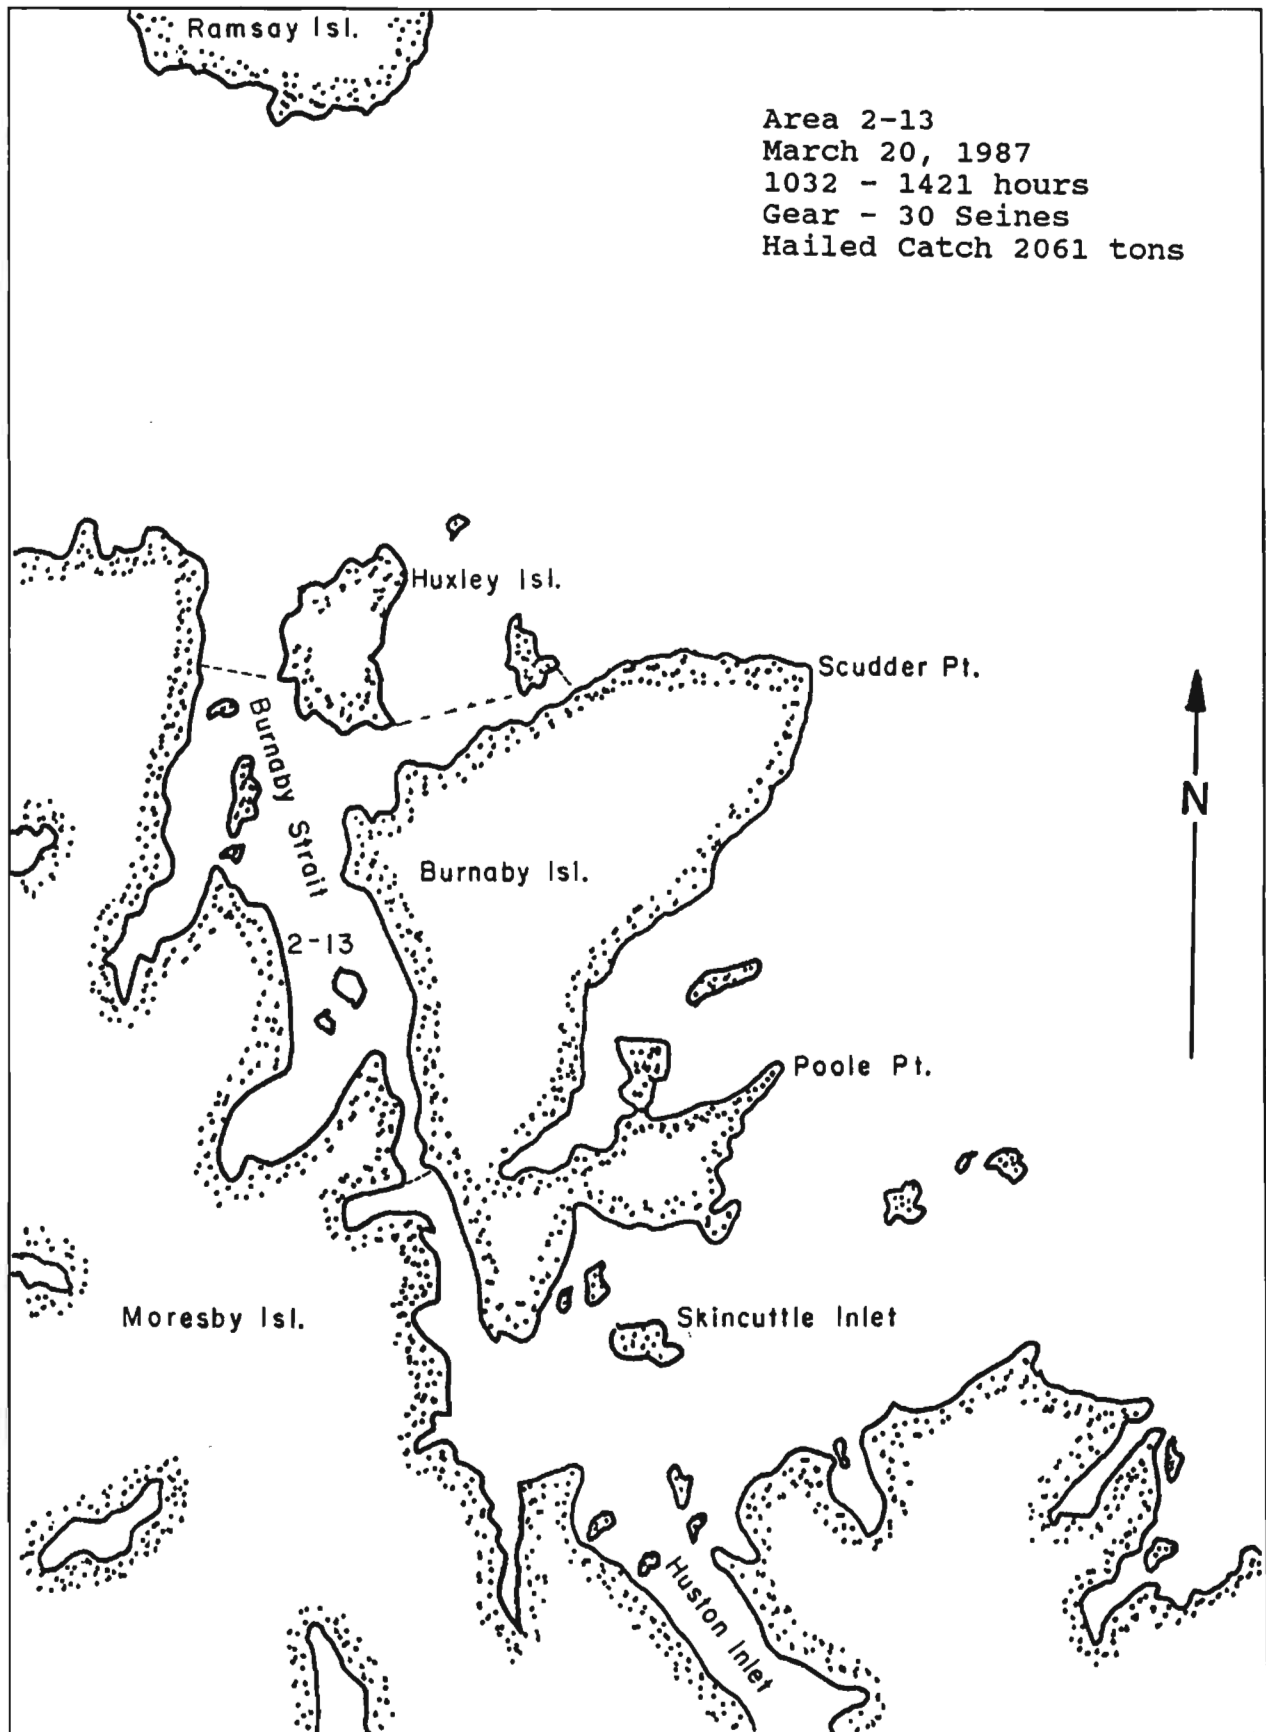 Ramsay Isl.
Area 2-13
March 20, 1987
1032 - 1421 hours
Gear - 30 Seines
Hailed Catch 2061 tons
Huxley Isl.
Scudder Pt.
Burnaby Strait
N
Burnaby Isl.
2-13
Poole Pt.
Moresby Isl.
Skincuttle Inlet
Huston Inlet